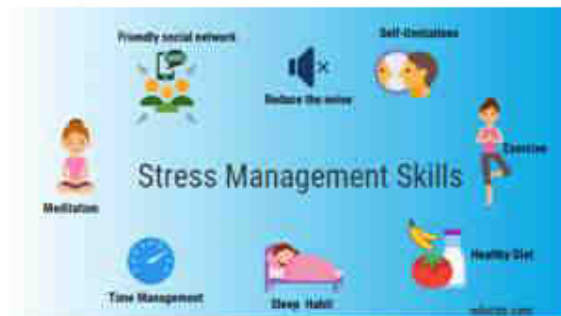 Friendly social network
Self-Limitations
Reduce the noise
Exercise
Stress Management Skills
Meditation
Healthy Diet
Time Management
Sleep Habit